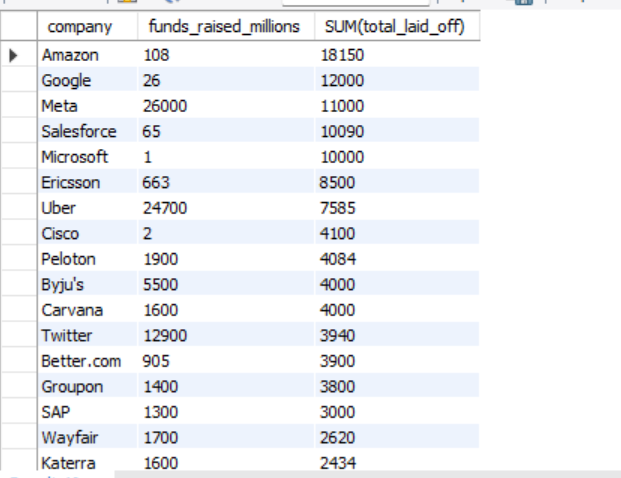 company funds_raised_millions SUM(total_laid_off)
Amazon 108 18150
Google 26 12000
Meta 26000 11000
Salesforce 65 10090
Microsoft 1 10000
Ericsson 663 8500
Uber 24700 7585
Cisco 2 4100
Peloton 1900 4084
Byju's 5500 4000
Carvana 1600 4000
Twitter 12900 3940
Better.com 905 3900
Groupon 1400 3800
SAP 1300 3000
Wayfair 1700 2620
Katerra 1600 2434